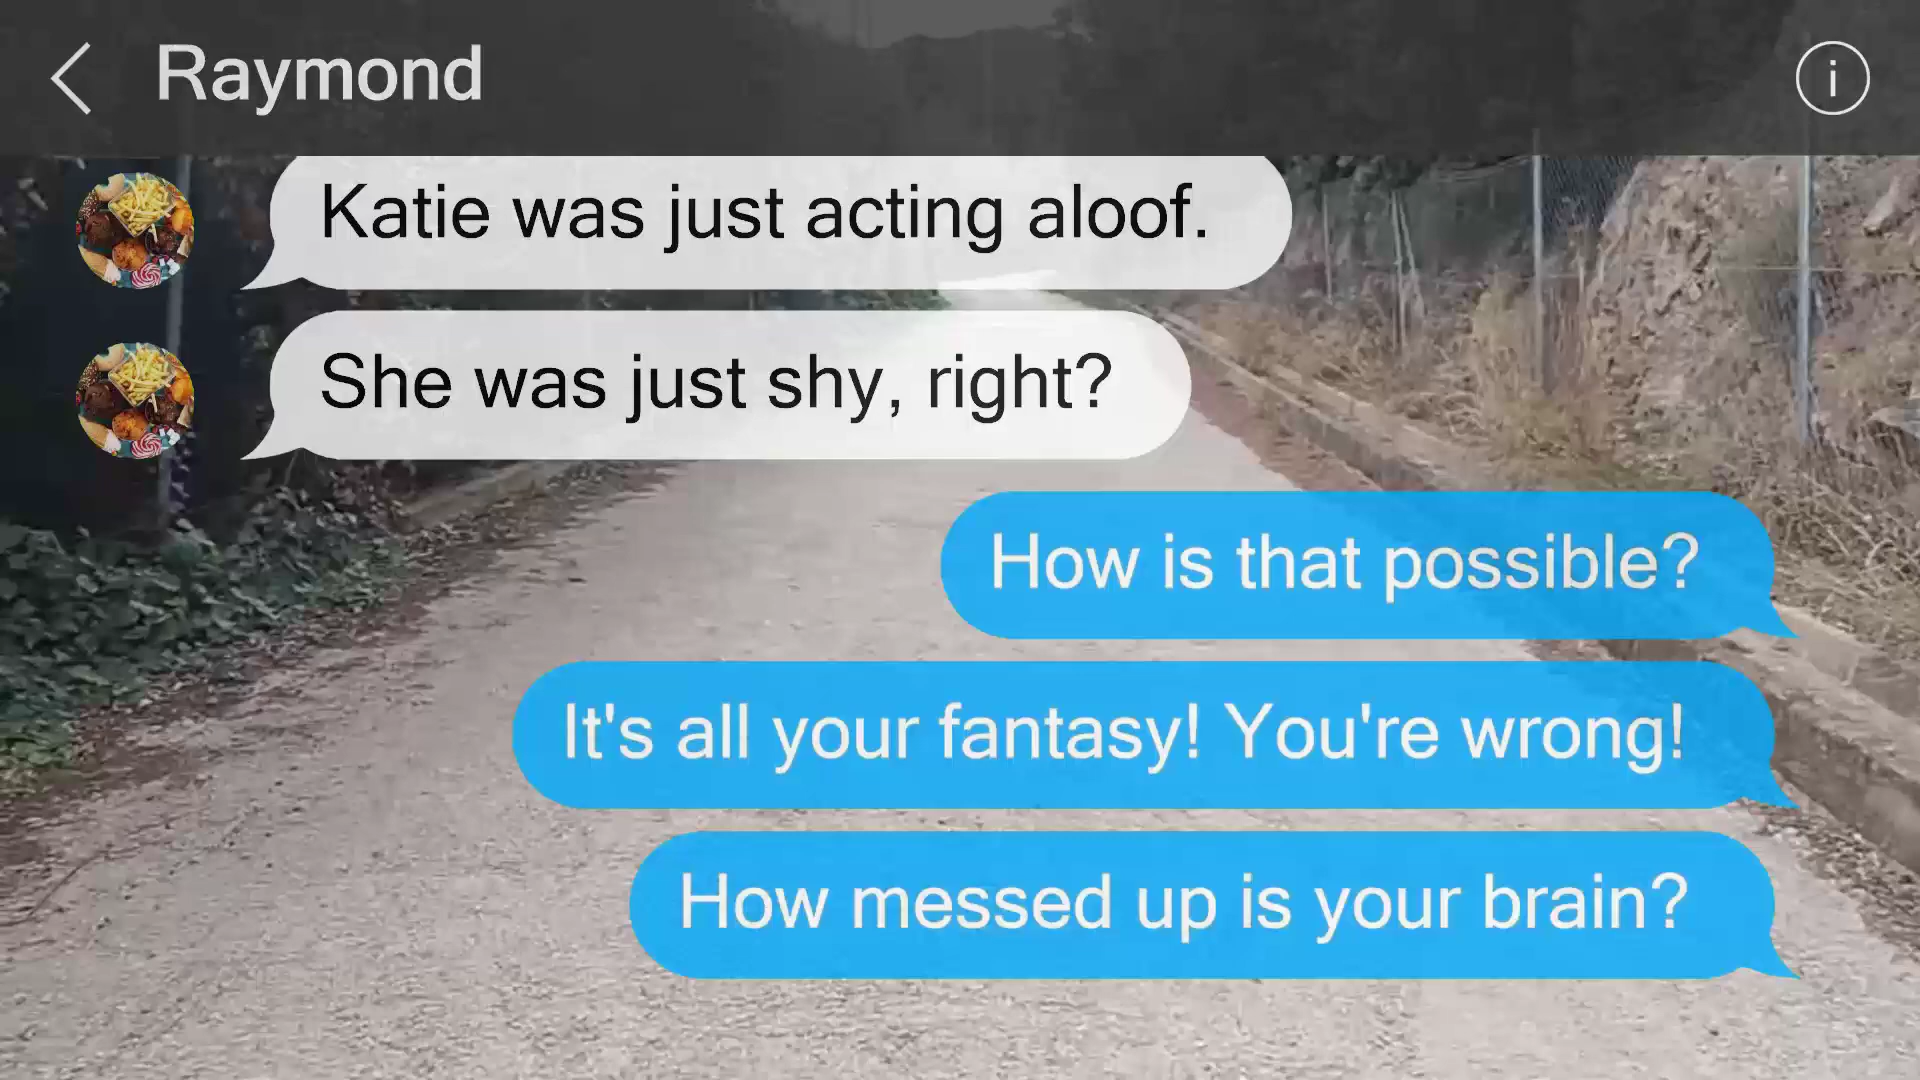 Raymond
Katie was just acting aloof.
She was just shy, right?
How is that possible?
It's all your fantasy! You're wrong!
How messed up is your brain?